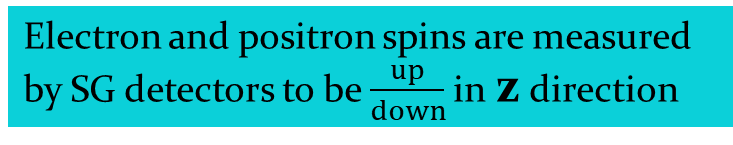 Electron and positron spins are measured
by SG detectors to be up/down in z direction